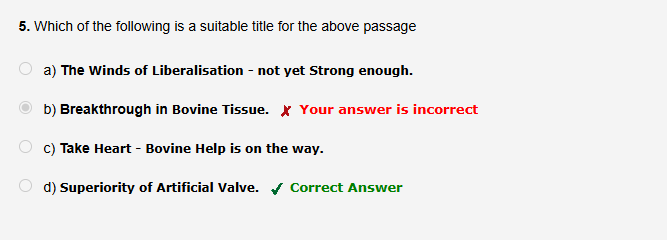 5. Which of the following is a suitable title for the above passage
a) The Winds of Liberalisation - not yet Strong enough.
b) Breakthrough in Bovine Tissue. ✗ Your answer is incorrect
c) Take Heart - Bovine Help is on the way.
d) Superiority of Artificial Valve. ✓ Correct Answer